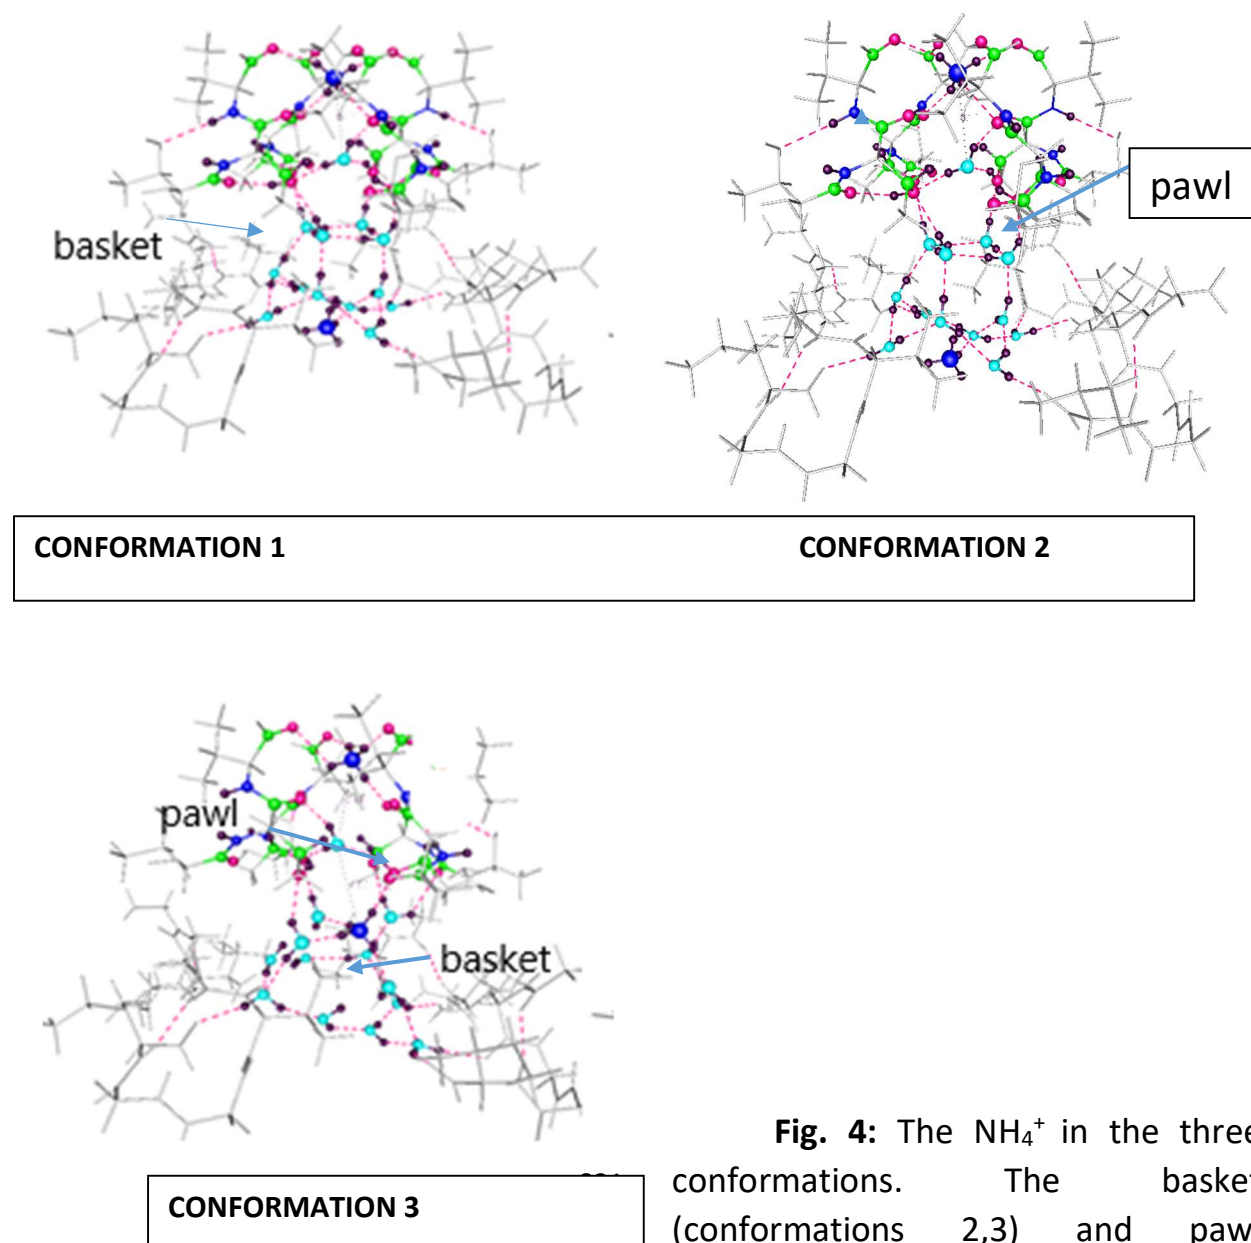 basket
pawl
CONFORMATION 1
CONFORMATION 2
pawl
basket
CONFORMATION 3
Fig. 4: The NH₄⁺ in the three
conformations. The basket
(conformations 2,3) and pawl